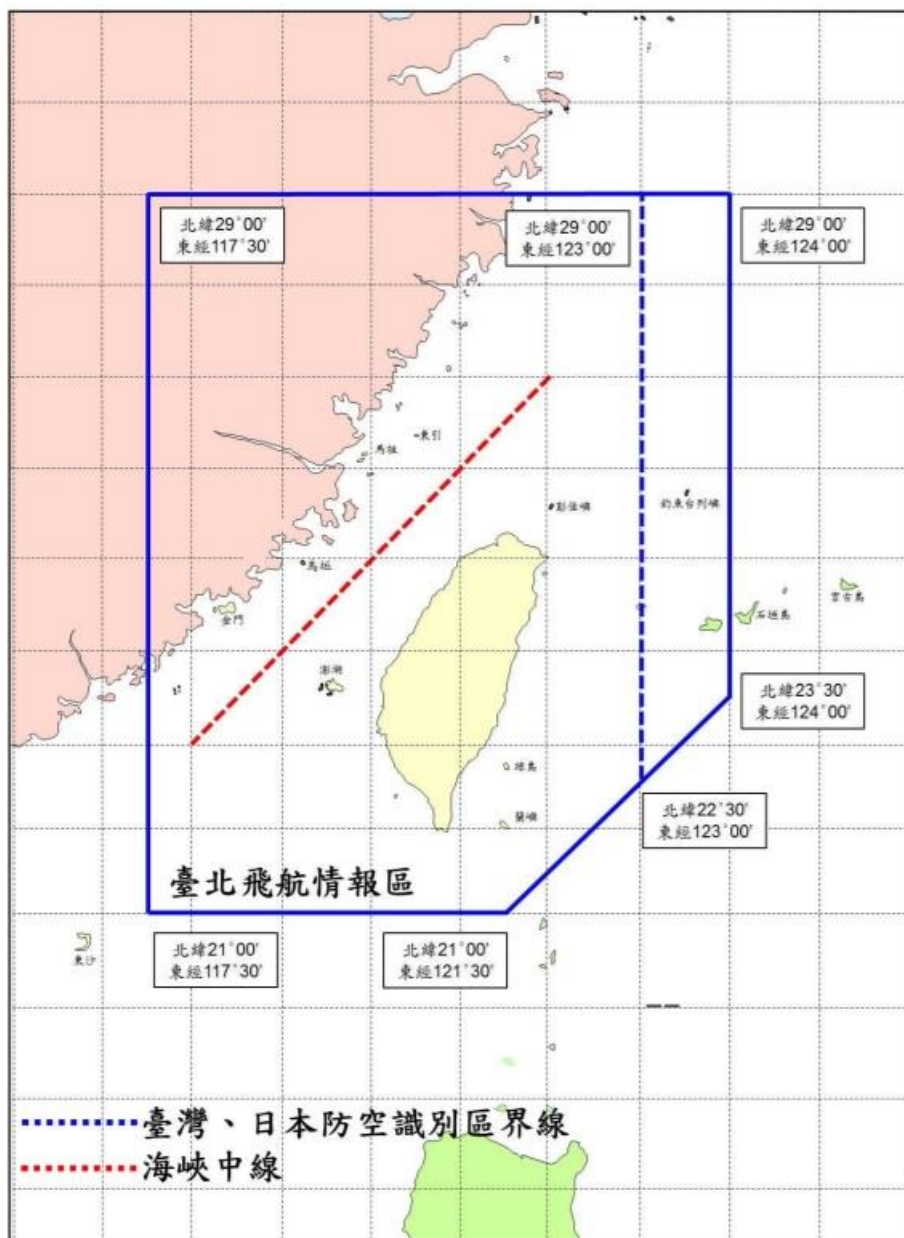 北緯29°00'
東經117°30'
北緯29°00'
東經123°00'
北緯29°00'
東經124°00'
東引
馬祖
彭佳嶼
釣魚台列嶼
烏坵
金門
宮古島
石垣島
澎湖
北緯23°30'
東經124°00'
綠島
蘭嶼
北緯22°30'
東經123°00'
臺北飛航情報區
東沙
北緯21°00'
東經117°30'
北緯21°00'
東經121°30'
臺灣、日本防空識別區界線
海峽中線